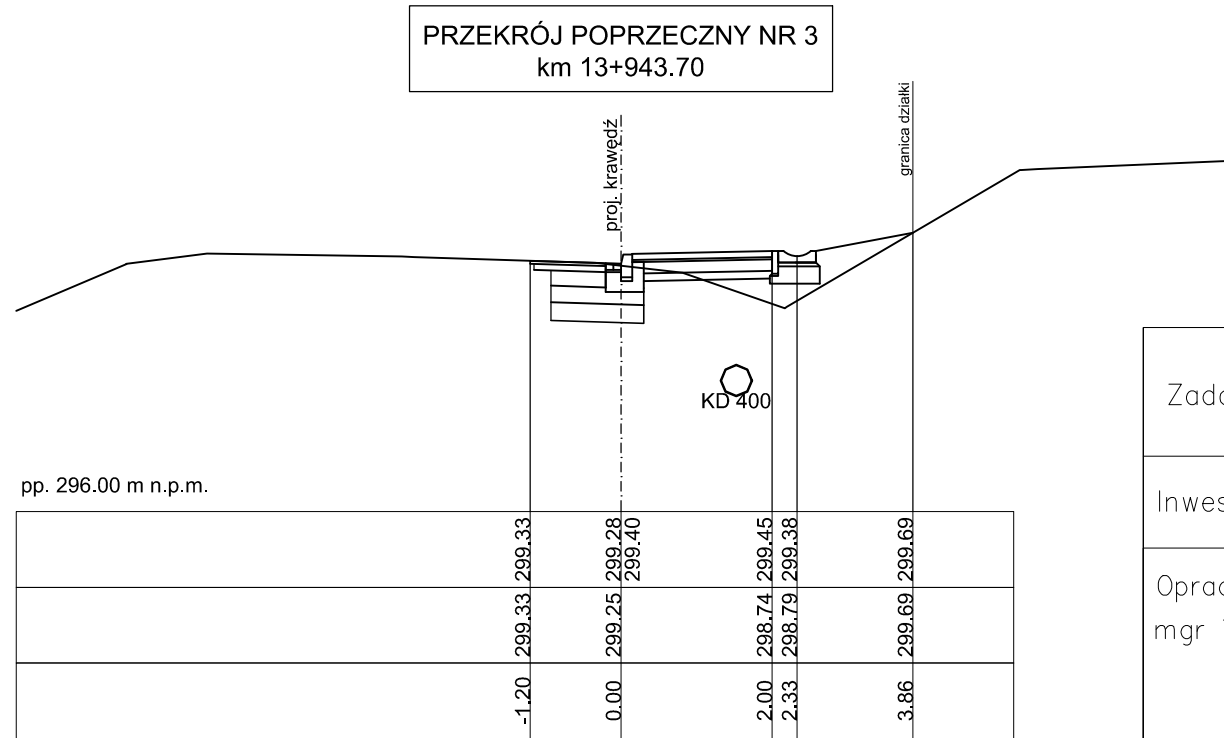 PRZEKRÓJ POPRZECZNY NR 3
km 13+943.70
proj. krawędź
granica działki
KD 400
pp. 296.00 m n.p.m.
299.33 299.28 299.40 299.45 299.38 299.69
299.33 299.25 298.74 298.79 299.69
-1.20 0.00 2.00 2.33 3.86
Zada
Inwes
Oprac
mgr